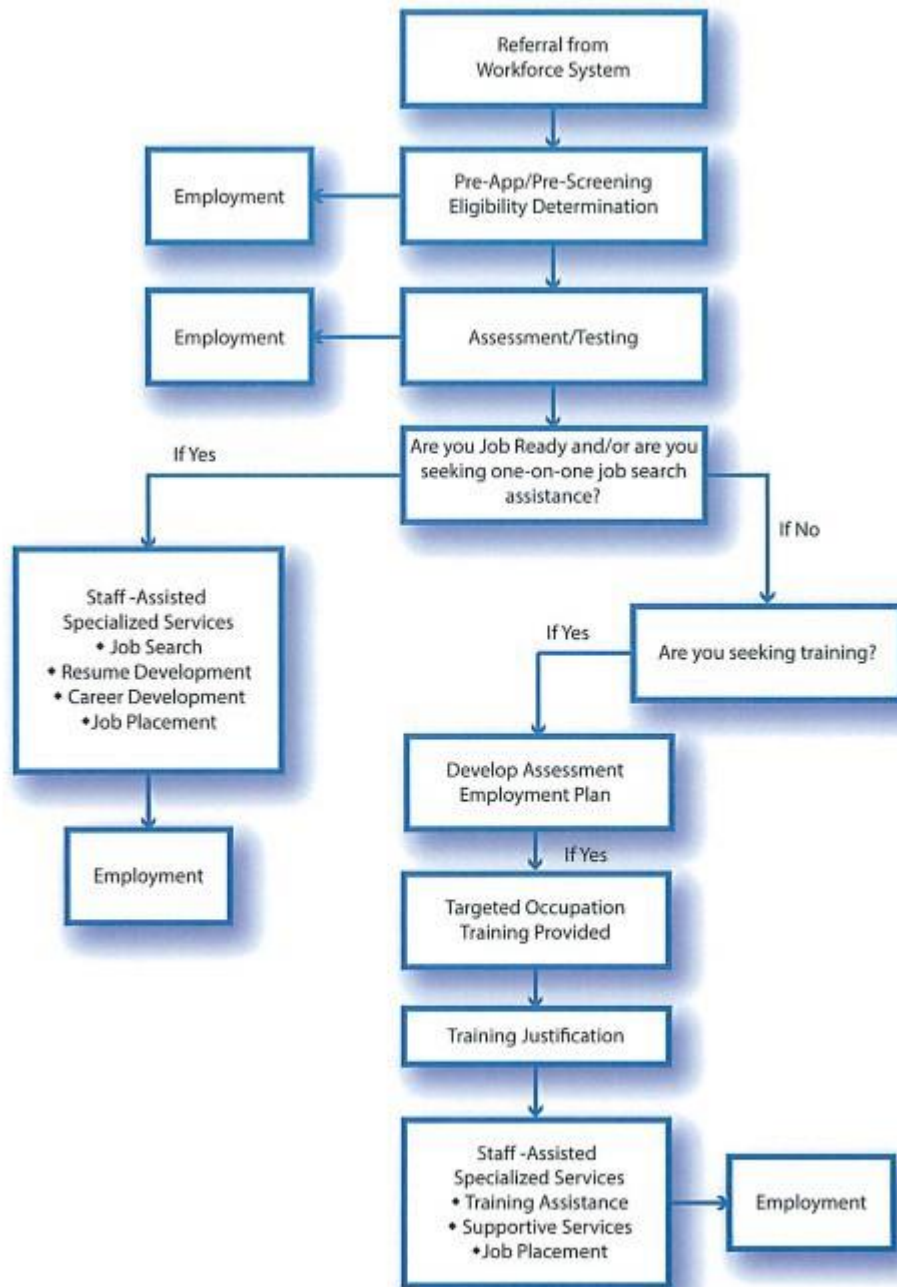 Referral from
Workforce System
Employment
Pre-App/Pre-Screening
Eligibility Determination
Employment
Assessment/Testing
If Yes
Are you Job Ready and/or are you
seeking one-on-one job search
assistance?
If No
Staff -Assisted
Specialized Services
◆ Job Search
◆ Resume Development
◆ Career Development
◆Job Placement
If Yes
Are you seeking training?
Develop Assessment
Employment Plan
Employment
If Yes
Targeted Occupation
Training Provided
Training Justification
Staff -Assisted
Specialized Services
◆ Training Assistance
◆ Supportive Services
◆Job Placement
Employment